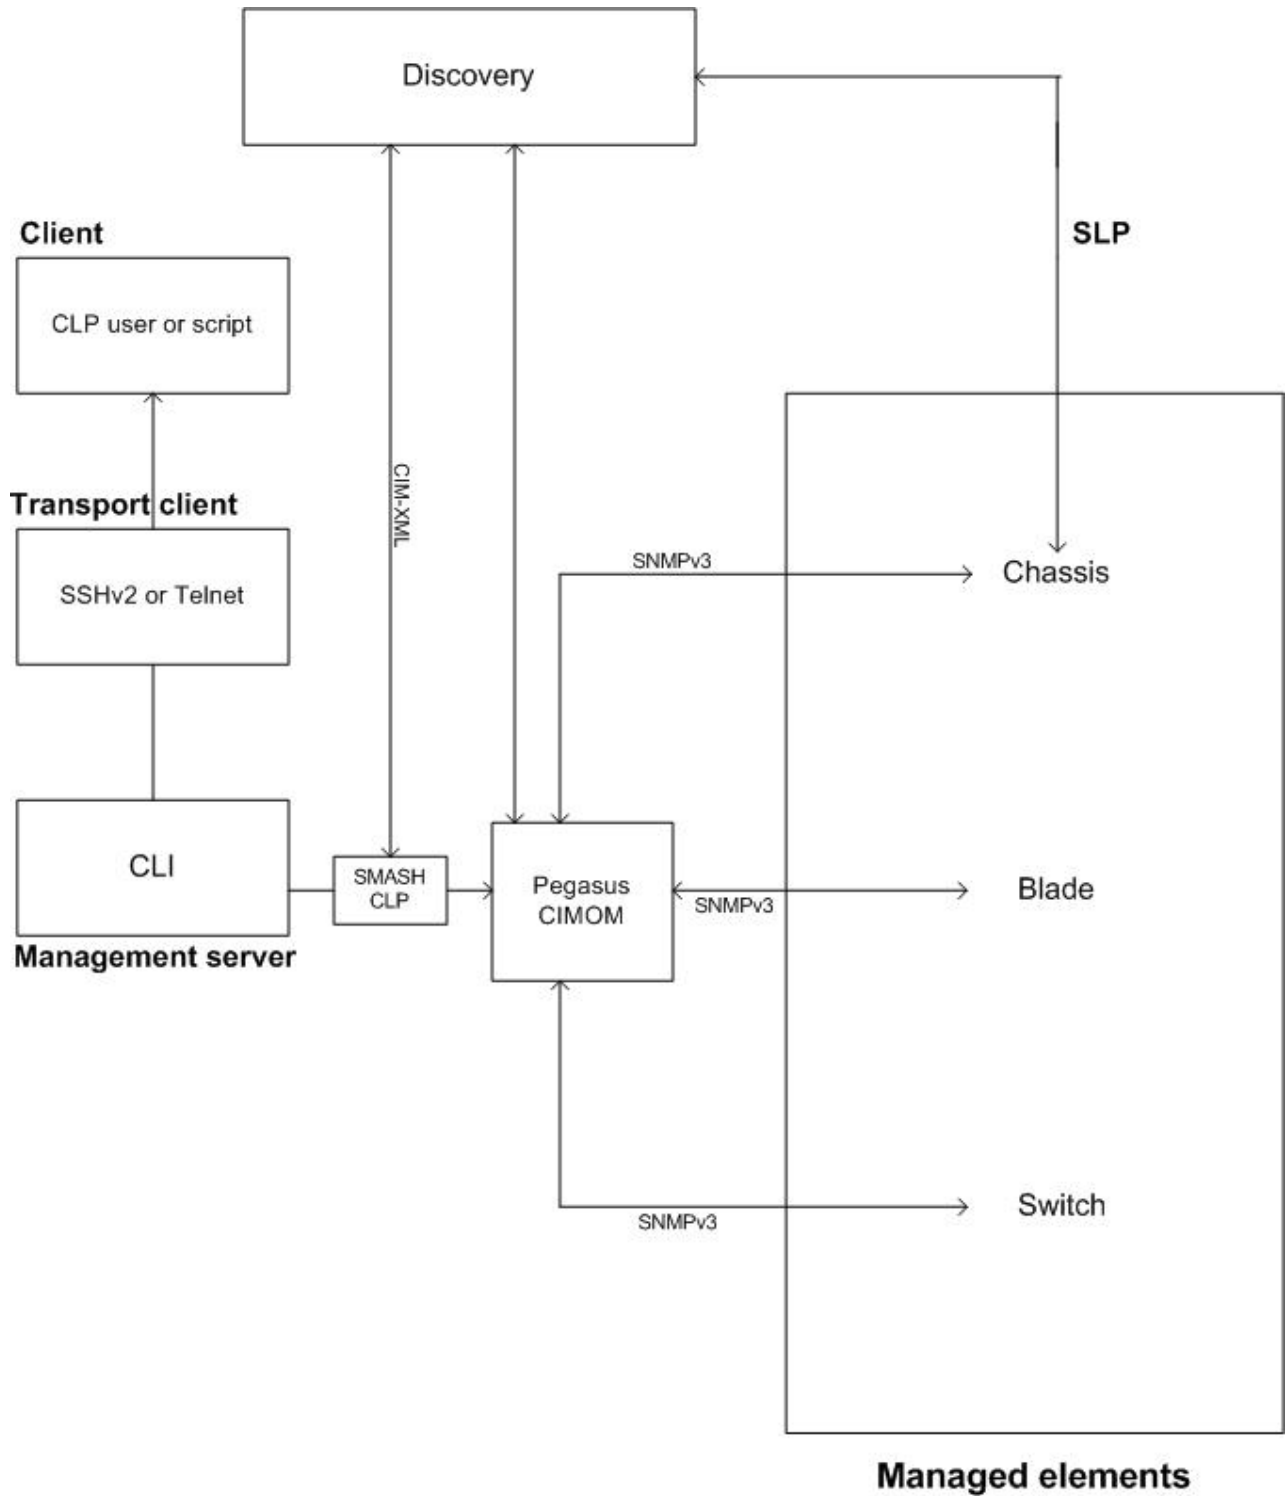 Discovery
Client
SLP
CLP user or script
CIM-XML
Transport client
SSHv2 or Telnet
SNMPv3
Chassis
CLI
SMASH
CLP
Pegasus
CIMOM
SNMPv3
Blade
Management server
SNMPv3
Switch
Managed elements